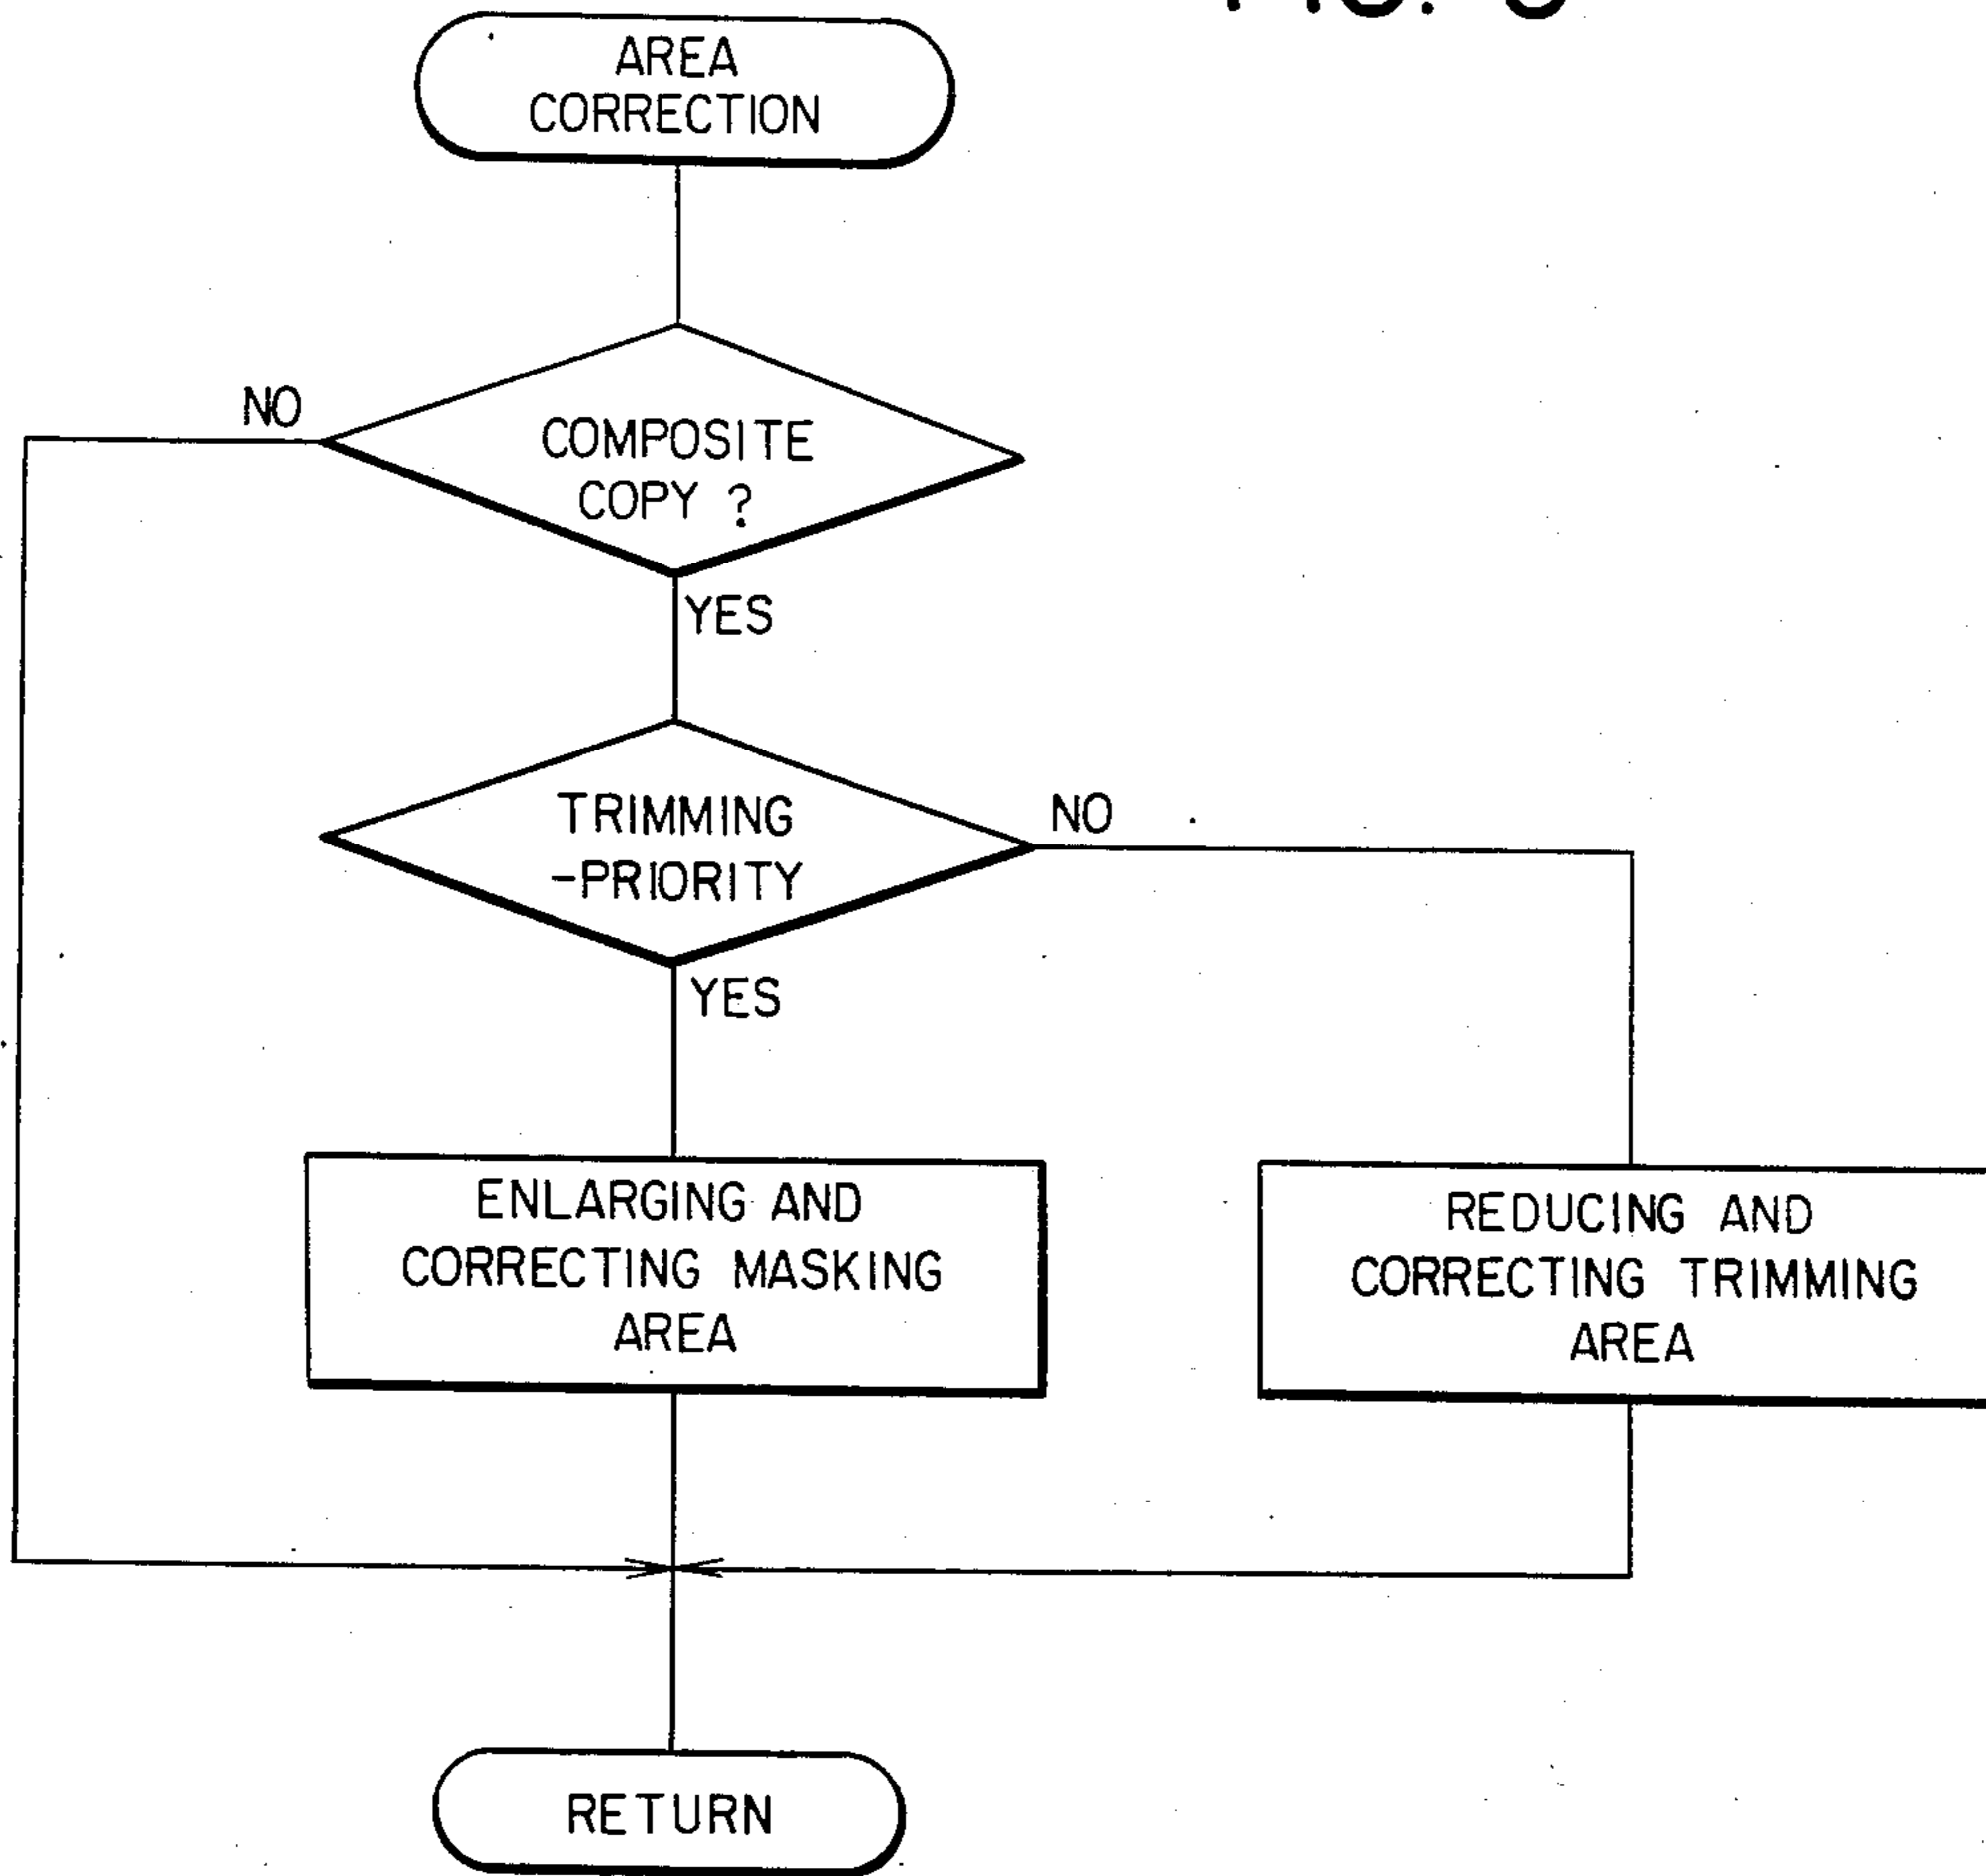 AREA
CORRECTION
NO
COMPOSITE
COPY ?
YES
TRIMMING
-PRIORITY
NO
YES
ENLARGING AND
CORRECTING MASKING
AREA
REDUCING AND
CORRECTING TRIMMING
AREA
RETURN